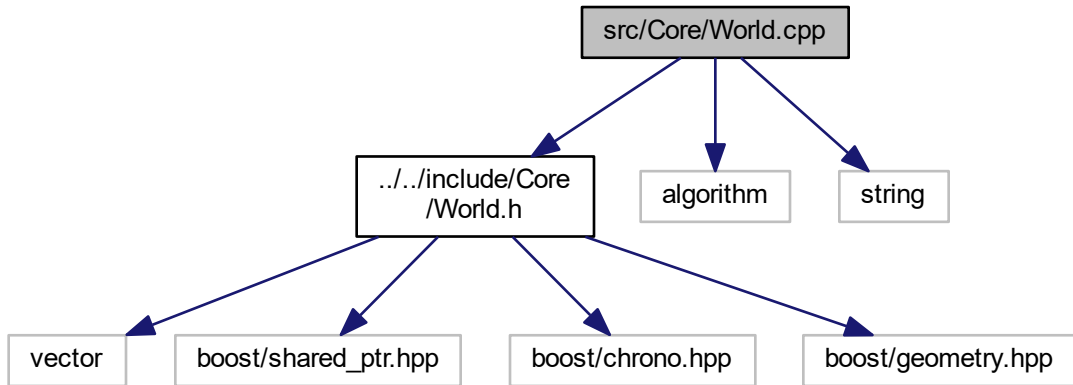 src/Core/World.cpp
../../include/Core
/World.h
algorithm
string
vector
boost/shared_ptr.hpp
boost/chrono.hpp
boost/geometry.hpp